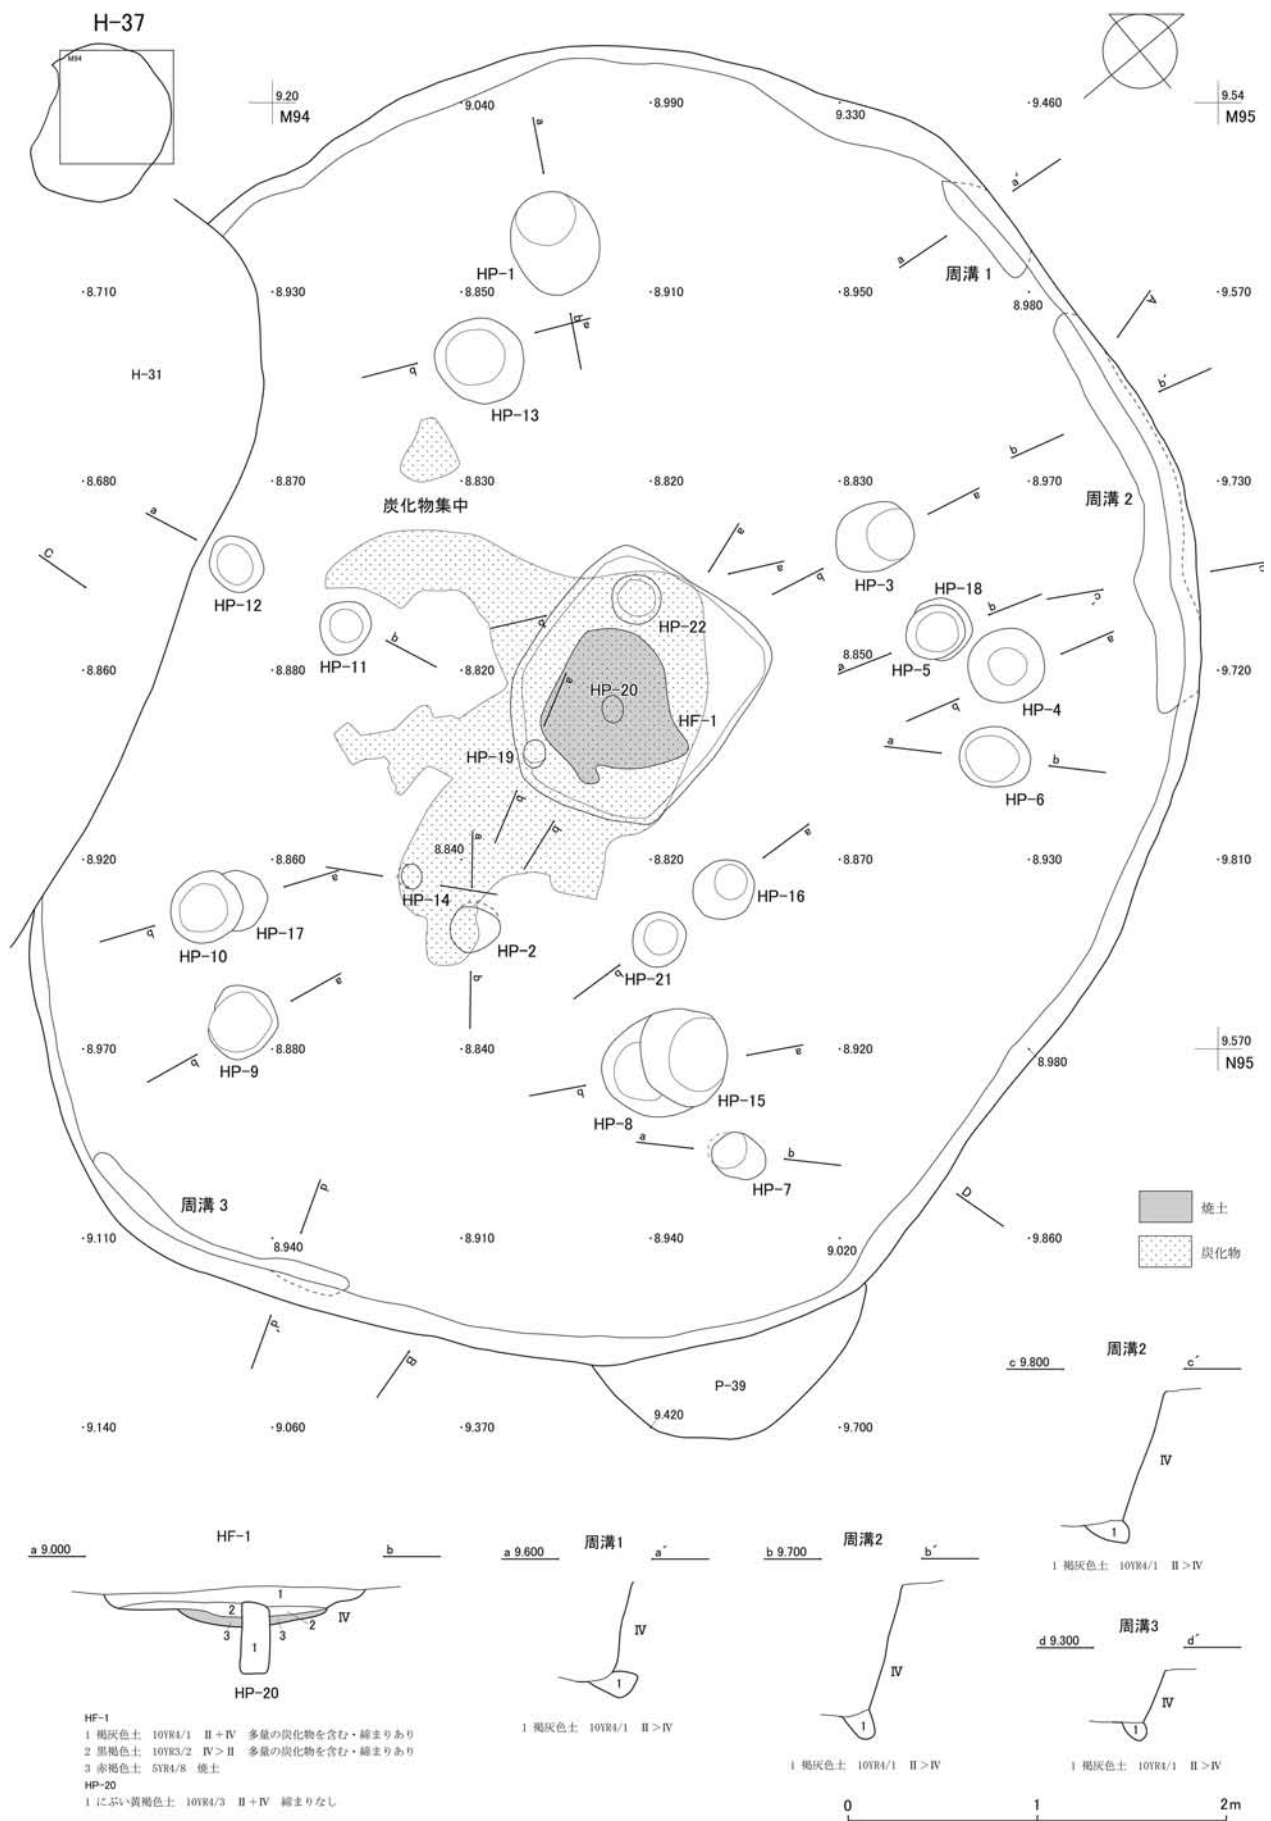 H-37
M94
9.20
M94
9.54
M95
·9.040
·8.990
9.330
·9.460
a
a´
HP-1
a
周溝1
·8.710
·8.930
·8.850
·8.910
·8.950
8.980
·9.570
A
b
a
H-31
b
HP-13
b´
b
·8.680
·8.870
·8.830
·8.820
·8.830
·8.970
·9.730
炭化物集中
周溝2
a
a
a
C
a
b
HP-3
c
HP-12
HP-18
b
c´
HP-22
b
HP-11
b
·8.860
·8.880
·8.820
8.850
·9.720
a
HP-5
a
HP-20
a
HF-1
HP-4
b
HP-19
a
b
HP-6
b
b
a
·8.920
·8.860
8.840
·8.820
·8.870
·8.930
·9.810
a
a
HP-14
HP-16
b
HP-17
HP-10
HP-2
HP-21
b
a
b
·8.970
·8.880
·8.840
·8.920
8.980
9.570
N95
a
b
HP-9
b
HP-15
HP-8
a
b
HP-7
D
周溝3
d
焼土
·9.110
8.940
·8.910
·8.940
9.020
·9.860
炭化物
d´
B
P-39
·9.140
·9.060
·9.370
9.420
·9.700
周溝2
c 9.800
c´
Ⅳ
1
1 褐灰色土 10YR4/1 Ⅱ>Ⅳ
HF-1
a 9.000
b
1
2
2
Ⅳ
3
3
1
HP-20
周溝1
a 9.600
a´
Ⅳ
1
1 褐灰色土 10YR4/1 Ⅱ>Ⅳ
周溝2
b 9.700
b´
Ⅳ
1
1 褐灰色土 10YR4/1 Ⅱ>Ⅳ
周溝3
d 9.300
d´
Ⅳ
1
1 褐灰色土 10YR4/1 Ⅱ>Ⅳ
HF-1
1 褐灰色土 10YR4/1 Ⅱ+Ⅳ 多量の炭化物を含む・締まりあり
2 黒褐色土 10YR3/2 Ⅳ>Ⅱ 多量の炭化物を含む・締まりあり
3 赤褐色土 5YR4/8 焼土
HP-20
1 にぶい黄褐色土 10YR4/3 Ⅱ+Ⅳ 締まりなし
0
1
2m